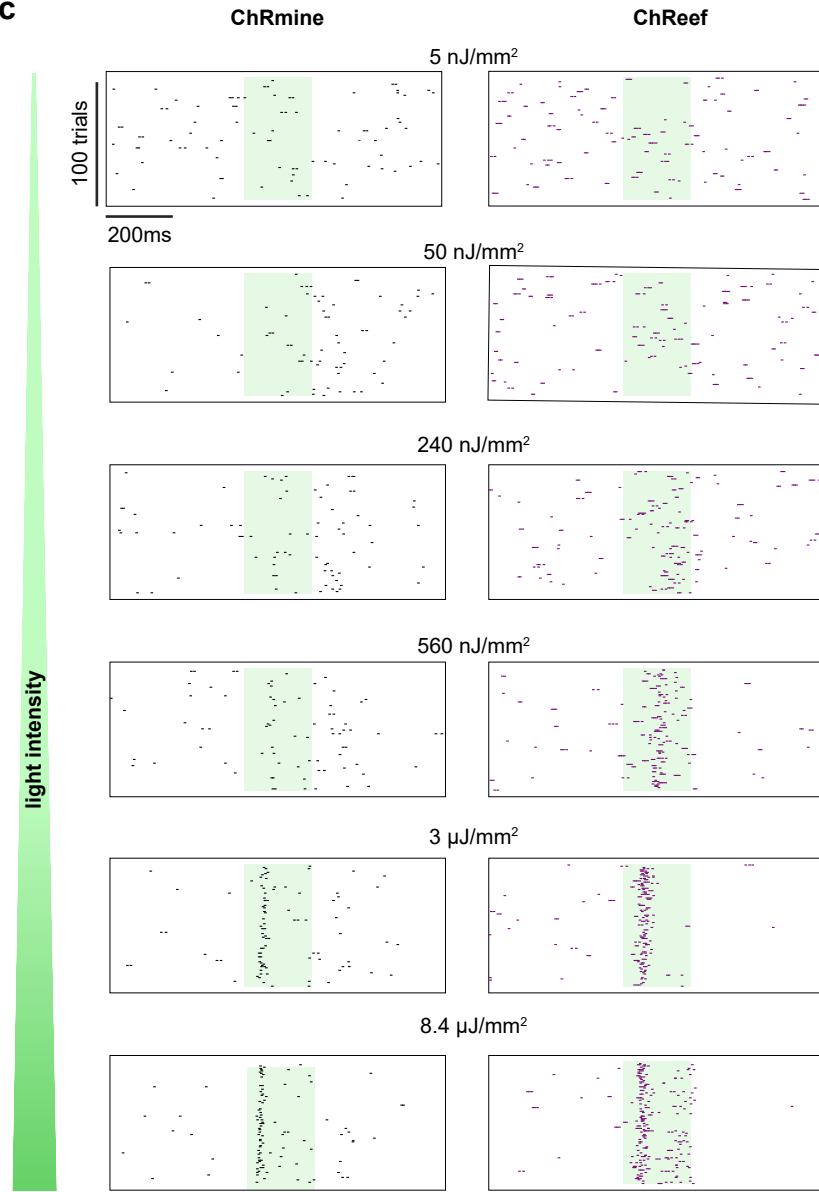 c
ChRmine
ChReef
5 nJ/mm²
100 trials
200ms
50 nJ/mm²
240 nJ/mm²
560 nJ/mm²
light intensity
3 µJ/mm²
8.4 µJ/mm²